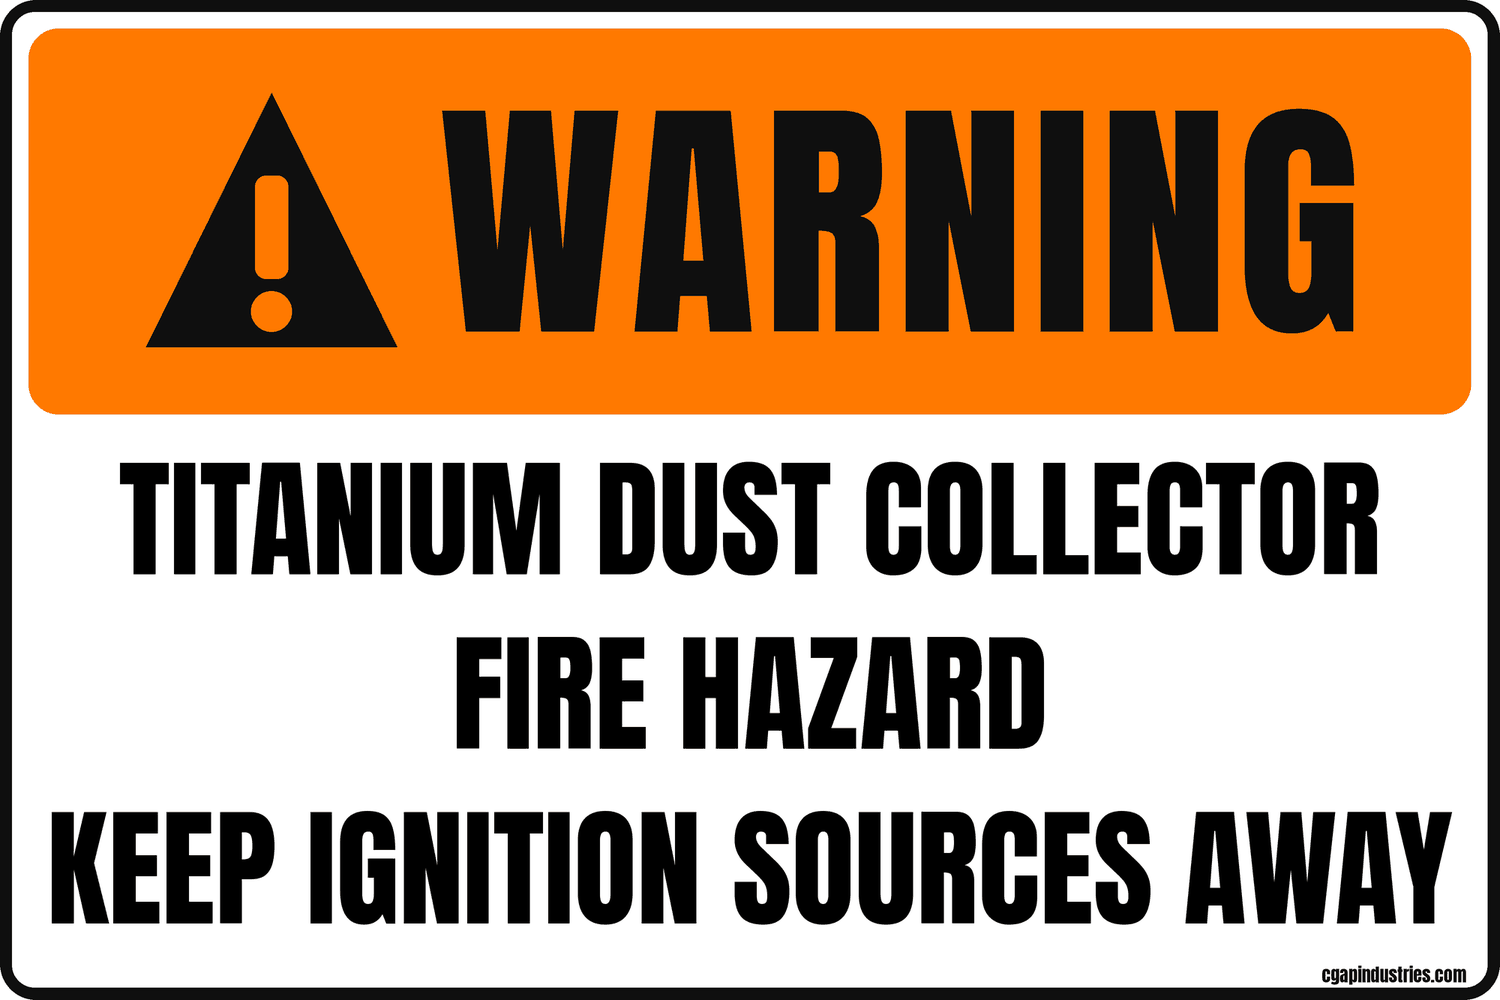 WARNING
TITANIUM DUST COLLECTOR
FIRE HAZARD
KEEP IGNITION SOURCES AWAY
cgapindustries.com